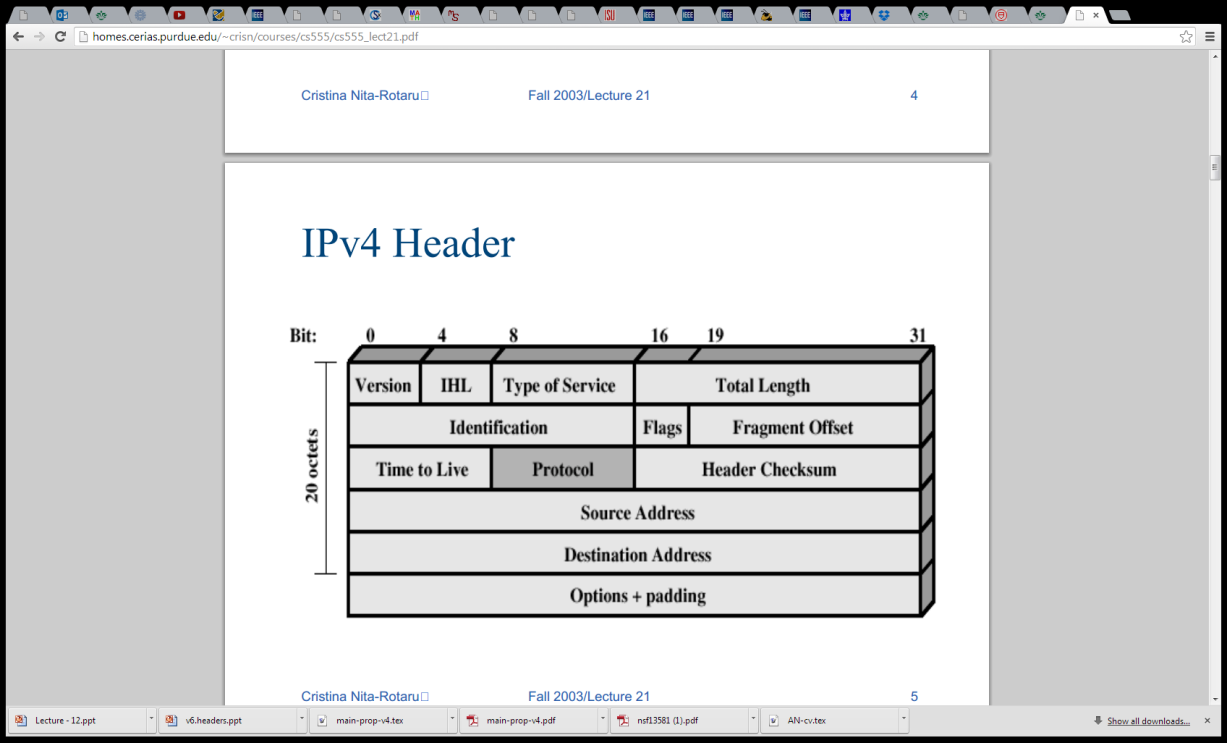 homes.cerias.purdue.edu/~crisn/courses/cs555/cs555_lect21.pdf
Cristina Nita-Rotaru Fall 2003/Lecture 21 4
IPv4 Header
Bit: 0 4 8 16 19 31
Version IHL Type of Service Total Length
Identification Flags Fragment Offset
Time to Live Protocol Header Checksum
Source Address
Destination Address
Options + padding
20 octets
Cristina Nita-Rotaru Fall 2003/Lecture 21 5
Lecture - 12.ppt v6.headers.ppt main-prop-v4.tex main-prop-v4.pdf nsf13581 (1).pdf AN-cv.tex Show all downloads...